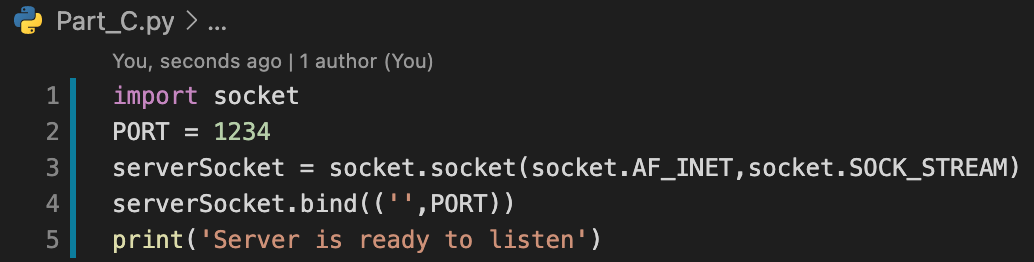 Part_C.py > ...
You, seconds ago | 1 author (You)
1 import socket
2 PORT = 1234
3 serverSocket = socket.socket(socket.AF_INET,socket.SOCK_STREAM)
4 serverSocket.bind(('',PORT))
5 print('Server is ready to listen')